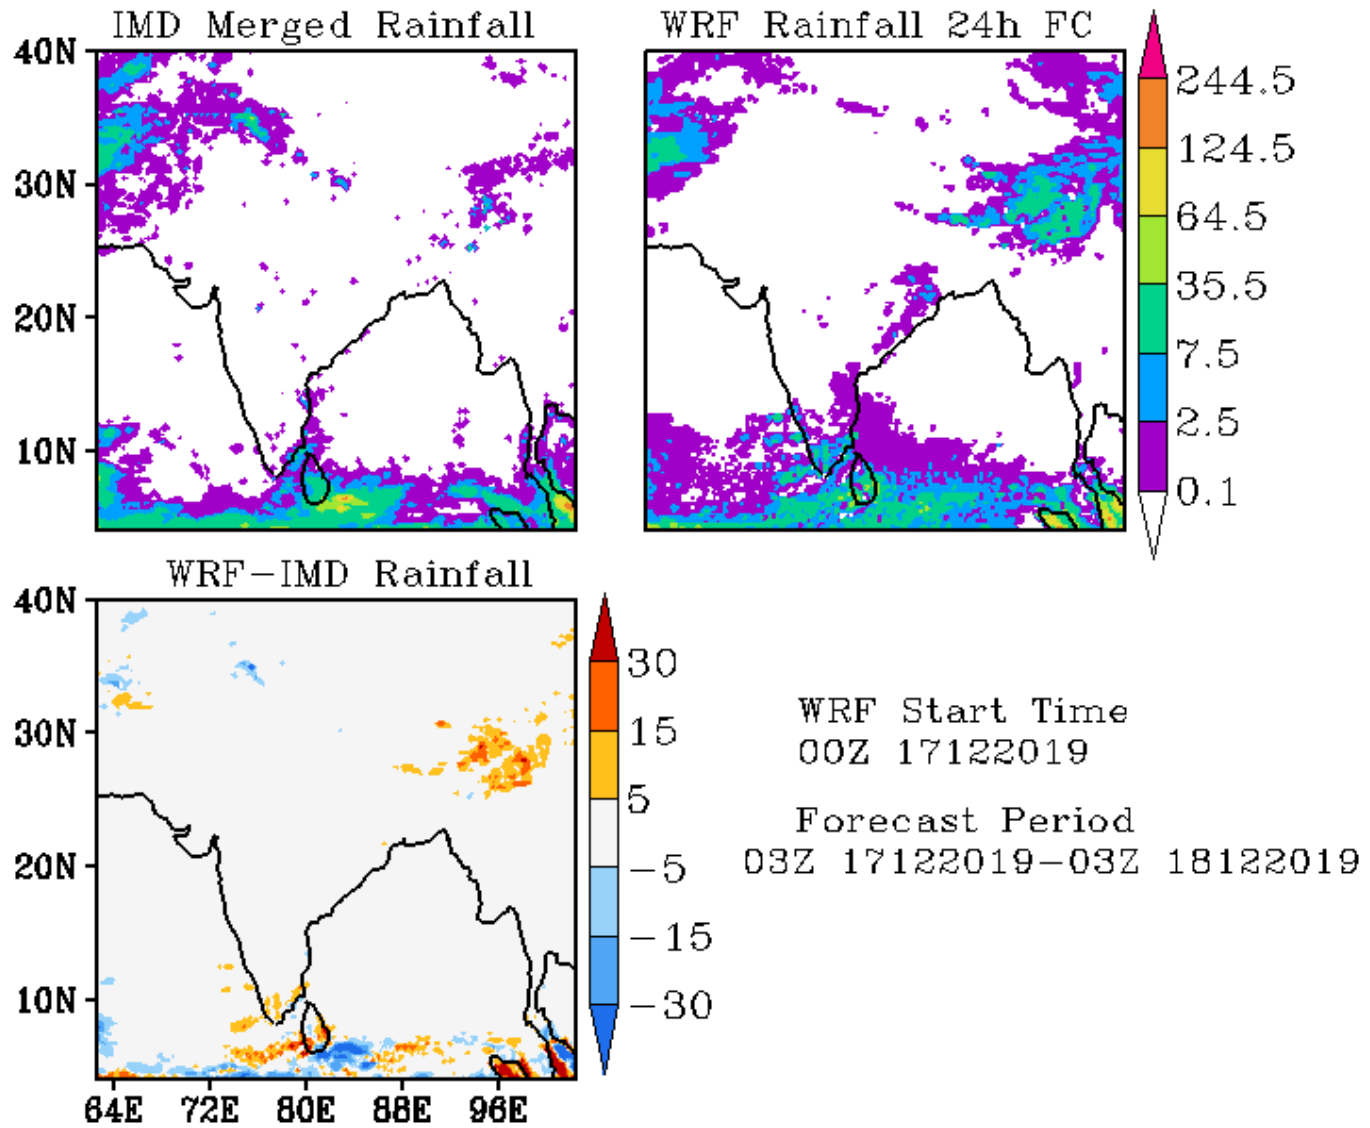 IMD Merged Rainfall
WRF Rainfall 24h FC
40N
30N
20N
10N
244.5
124.5
64.5
35.5
7.5
2.5
0.1
WRF-IMD Rainfall
40N
30N
20N
10N
64E 72E 80E 88E 96E
30
15
5
-5
-15
-30
WRF Start Time
00Z 17122019
Forecast Period
03Z 17122019-03Z 18122019